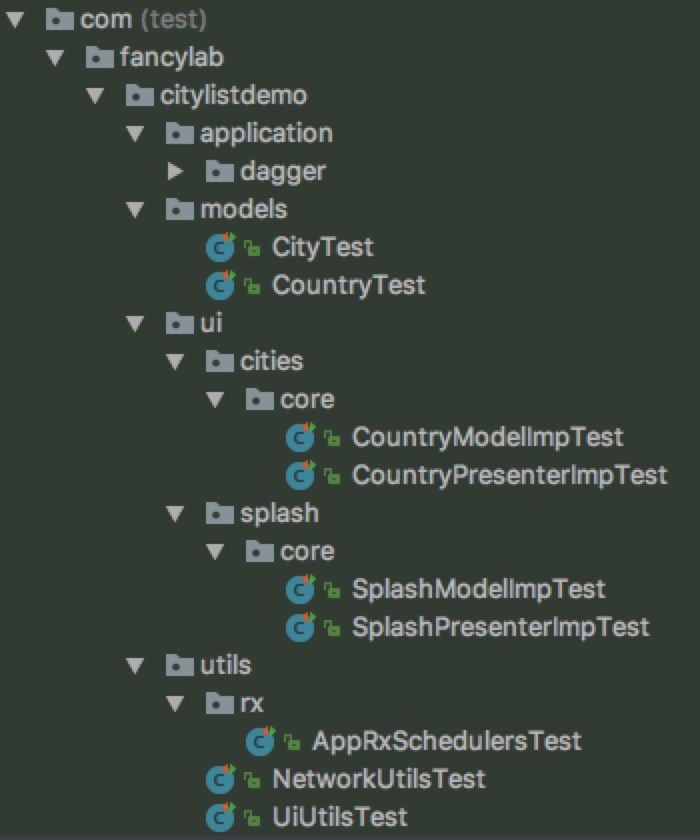 com (test)
fancylab
citylistdemo
application
dagger
models
CityTest
CountryTest
ui
cities
core
CountryModelImpTest
CountryPresenterImpTest
splash
core
SplashModelImpTest
SplashPresenterImpTest
utils
rx
AppRxSchedulersTest
NetworkUtilsTest
UiUtilsTest